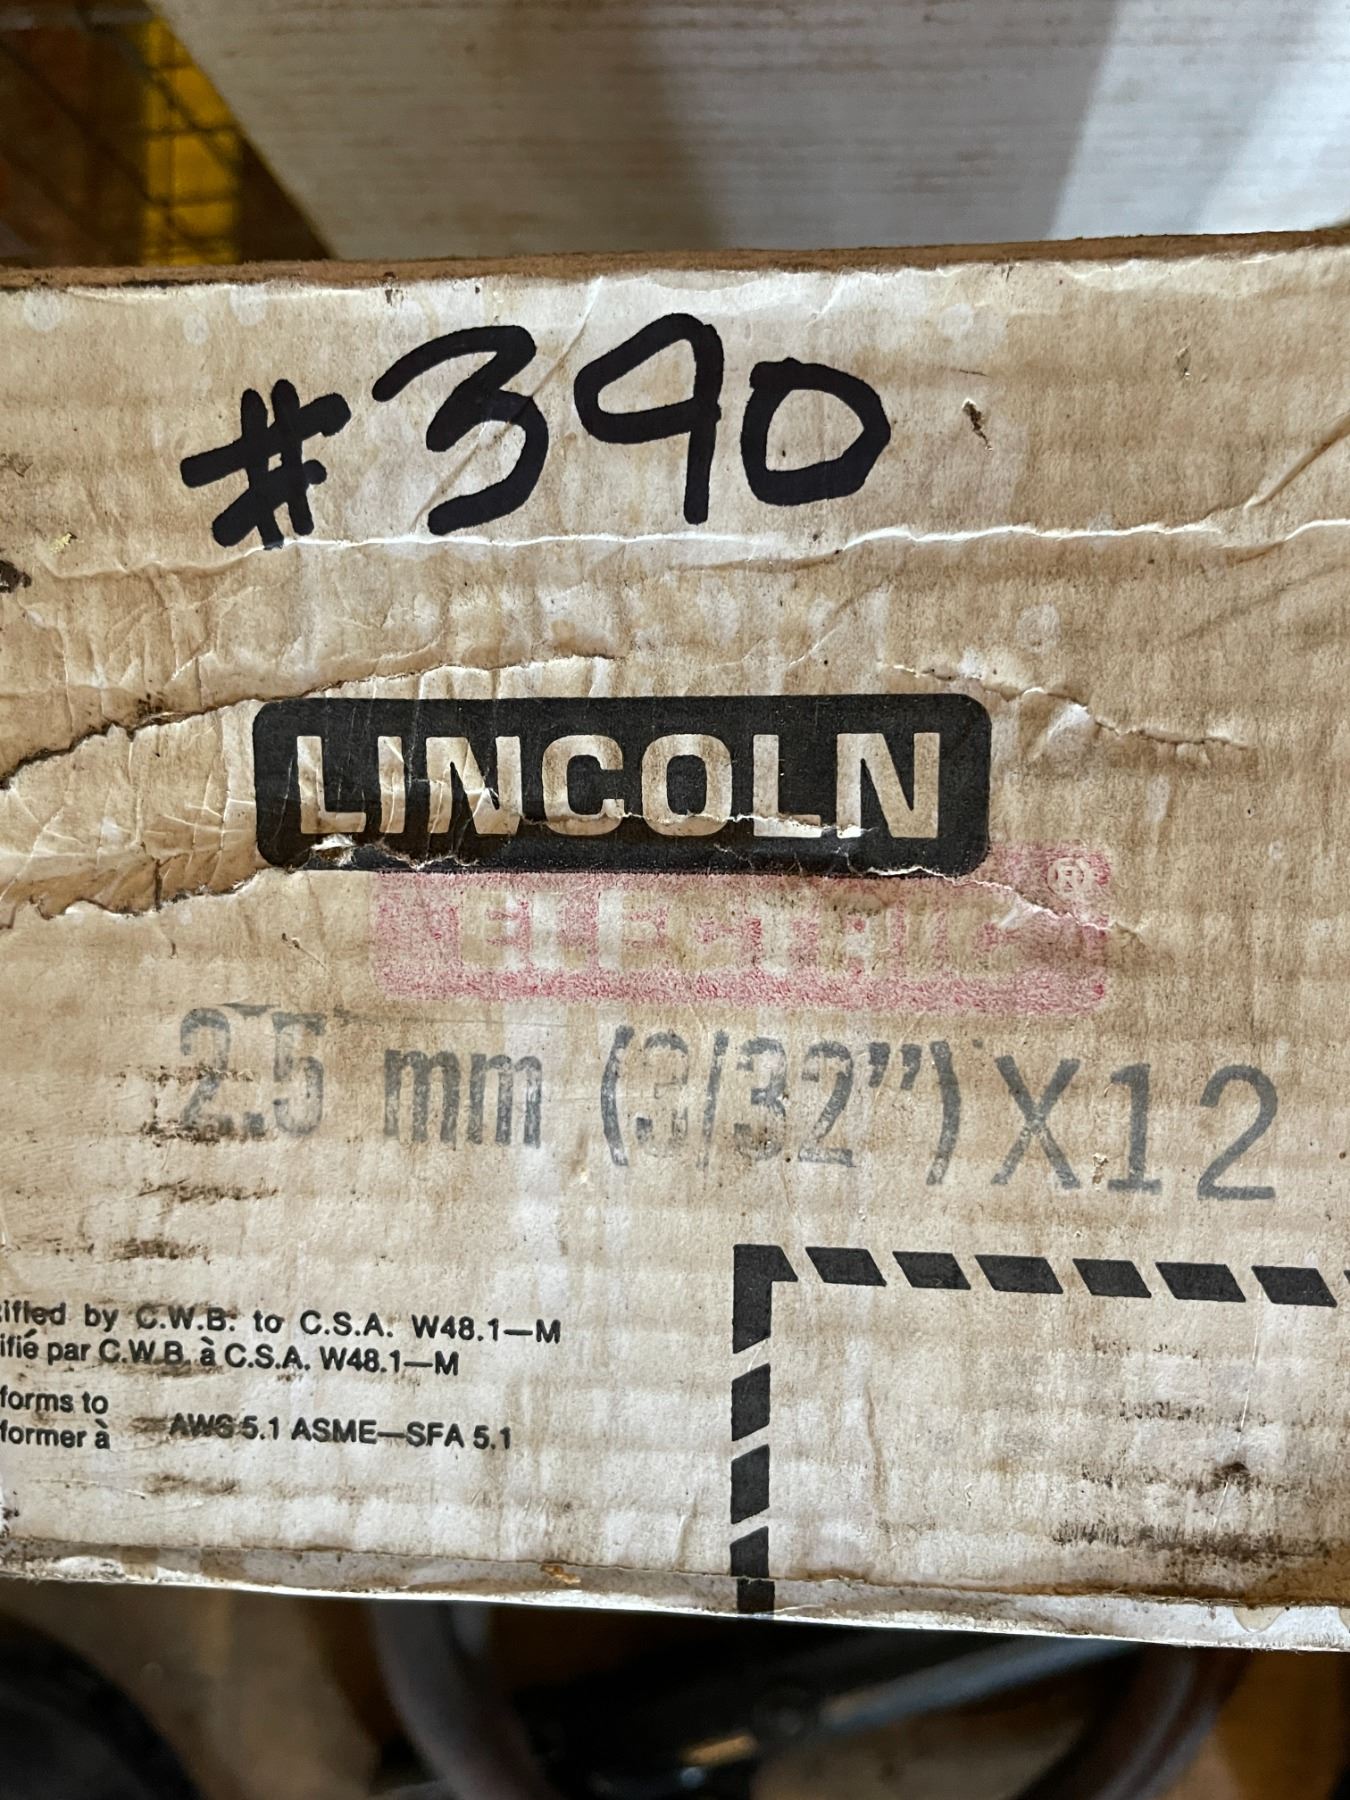 #390
LINCOLN
ELECTRIC ®
2.5 mm (3/32”) X12
tified by C.W.B. to C.S.A. W48.1—M
ifié par C.W.B. à C.S.A. W48.1—M
forms to
former à AWS 5.1 ASME—SFA 5.1